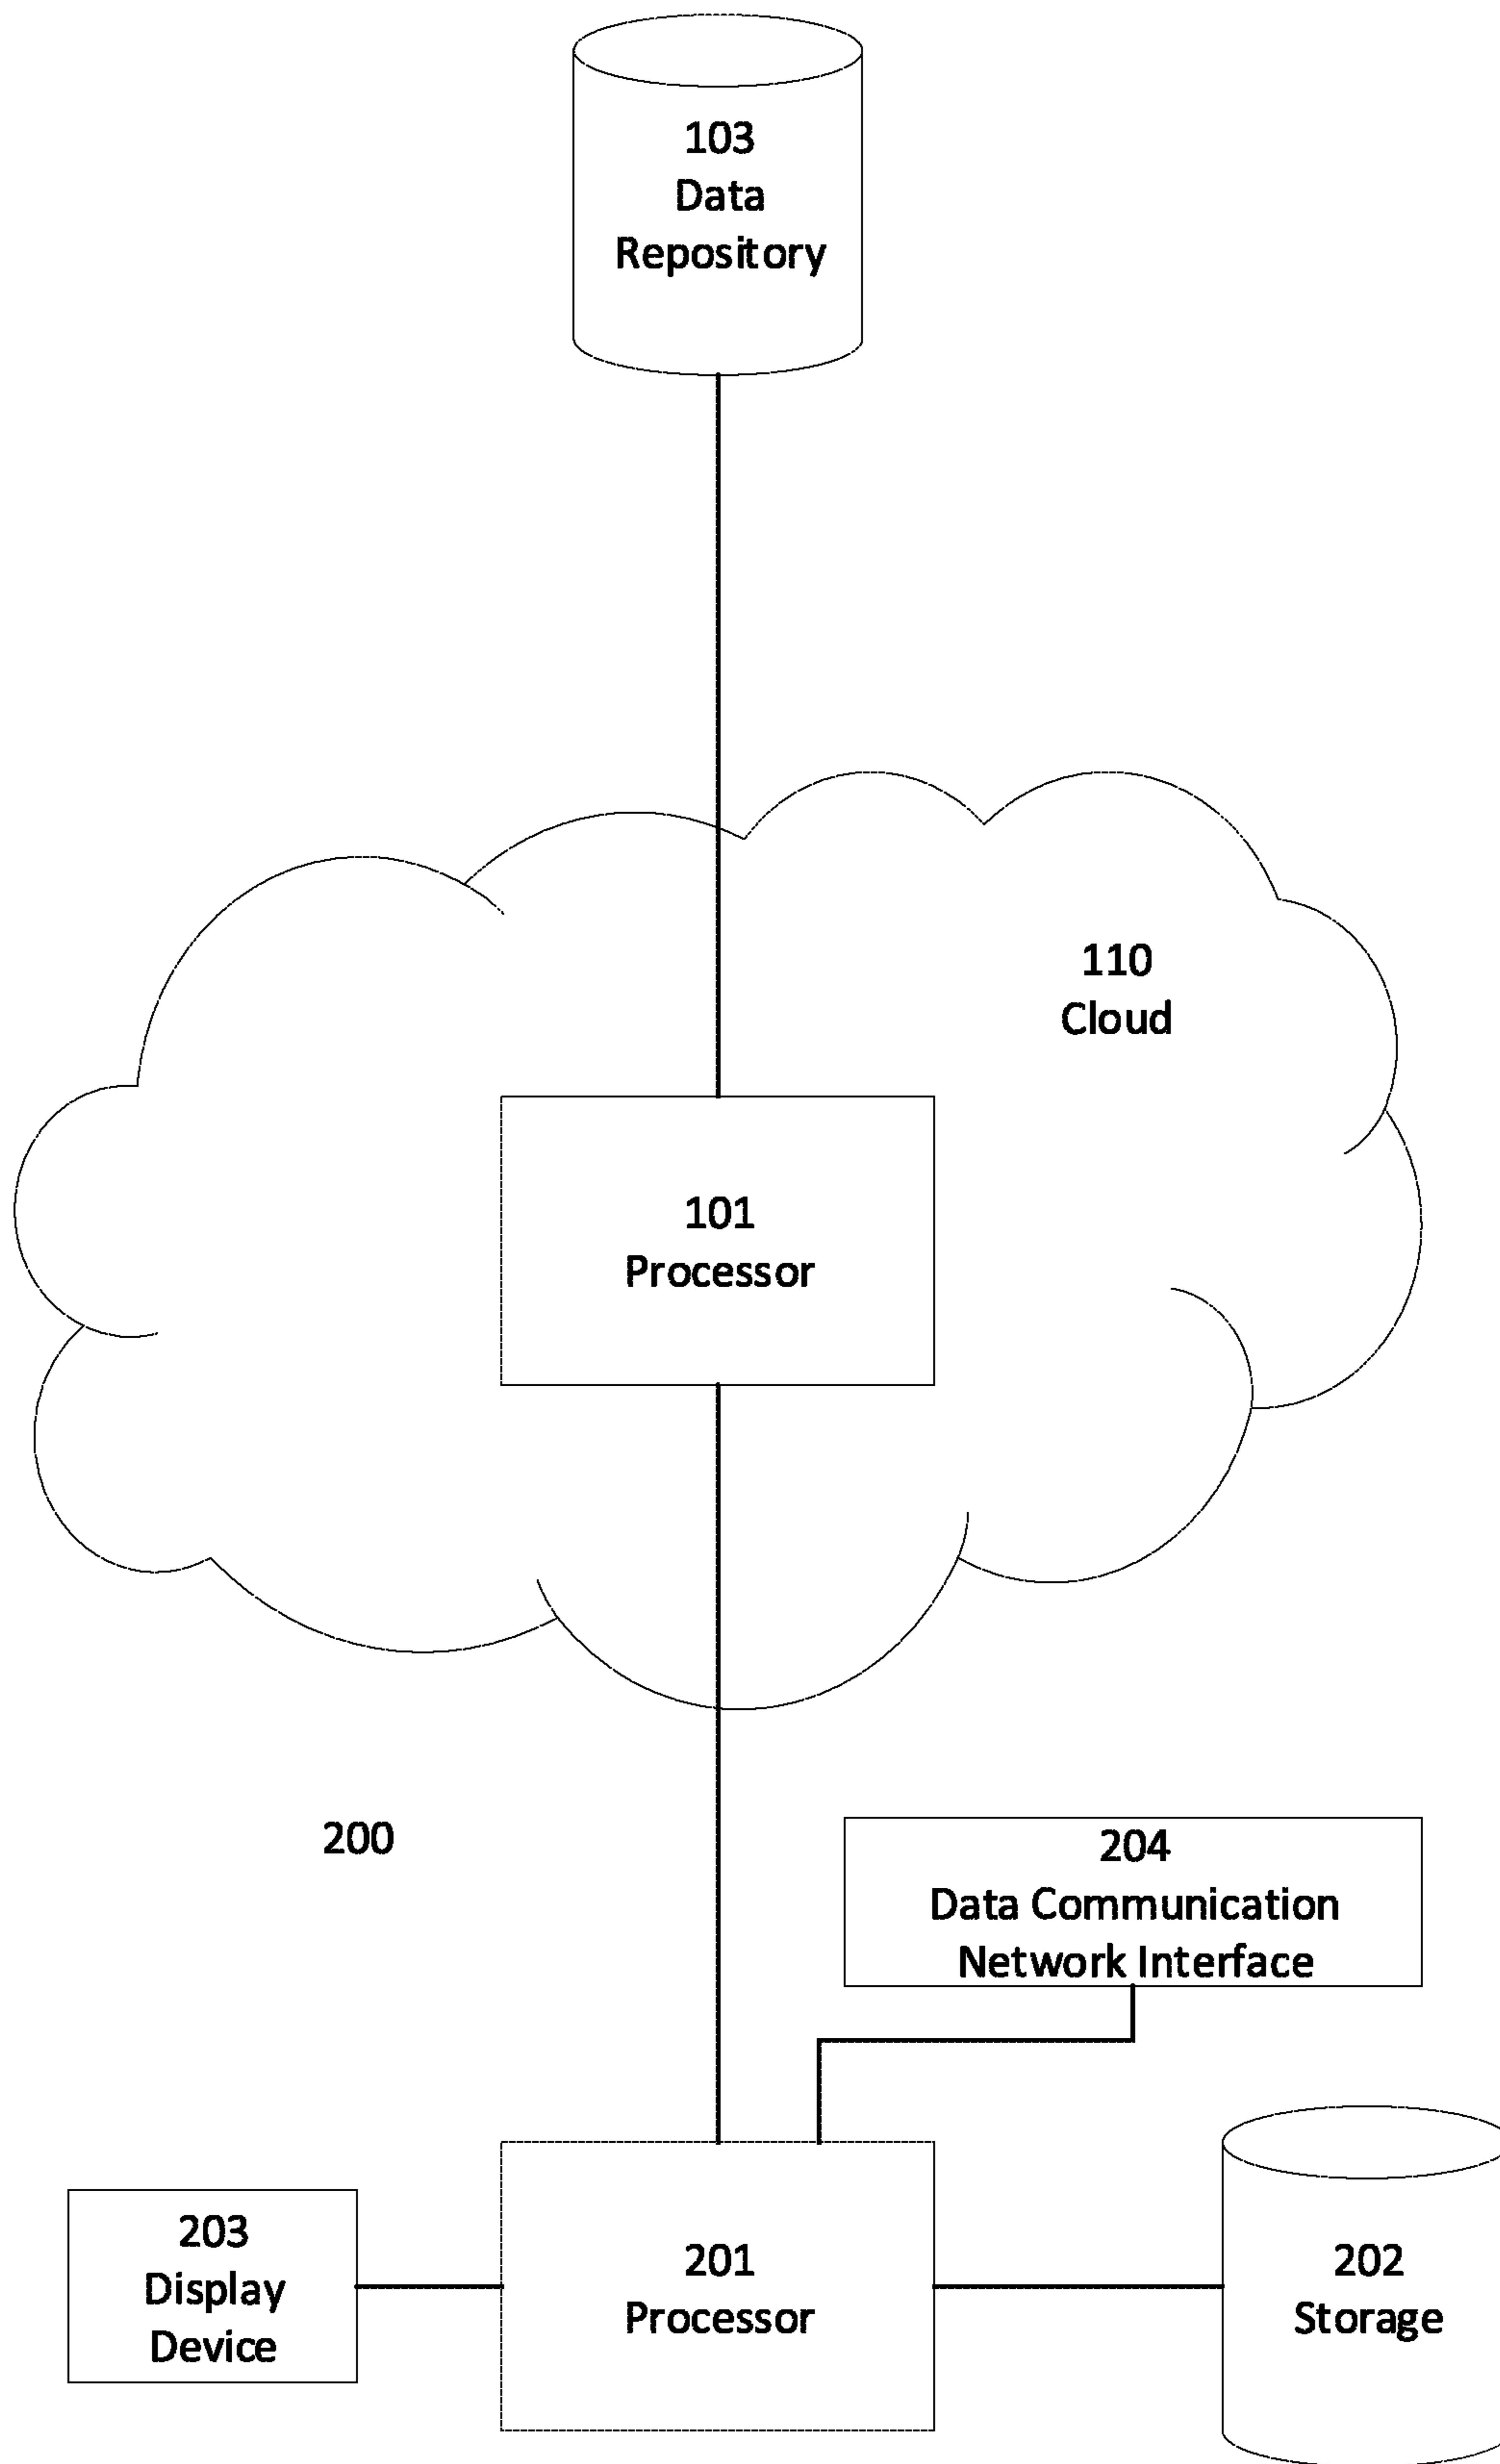 103
Data
Repository
110
Cloud
101
Processor
200
204
Data Communication
Network Interface
203
Display
Device
201
Processor
202
Storage